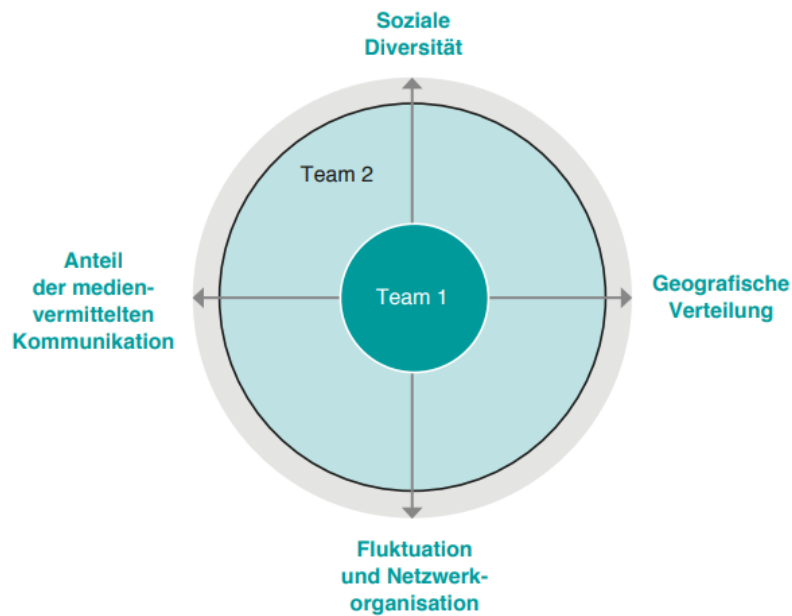 Soziale
Diversität
Team 2
Anteil
der medien-
vermittelten
Kommunikation
Team 1
Geografische
Verteilung
Fluktuation
und Netzwerk-
organisation